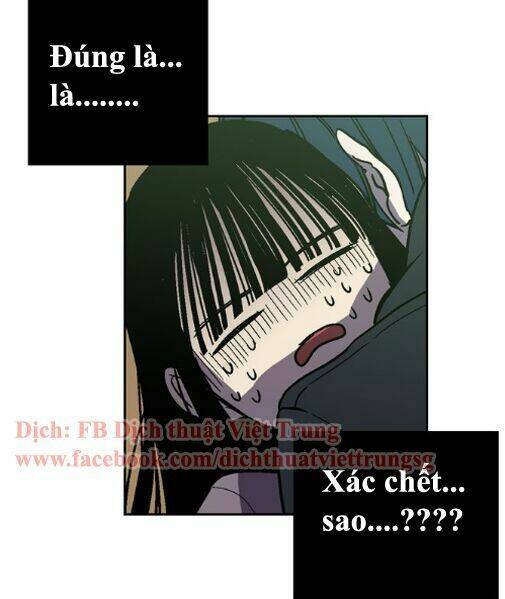 Đúng là...
là........
Dịch: FB Dịch thuật Việt Trung
www.facebook.com/dichthuatviettrungsg
Xác chết...
sao....????